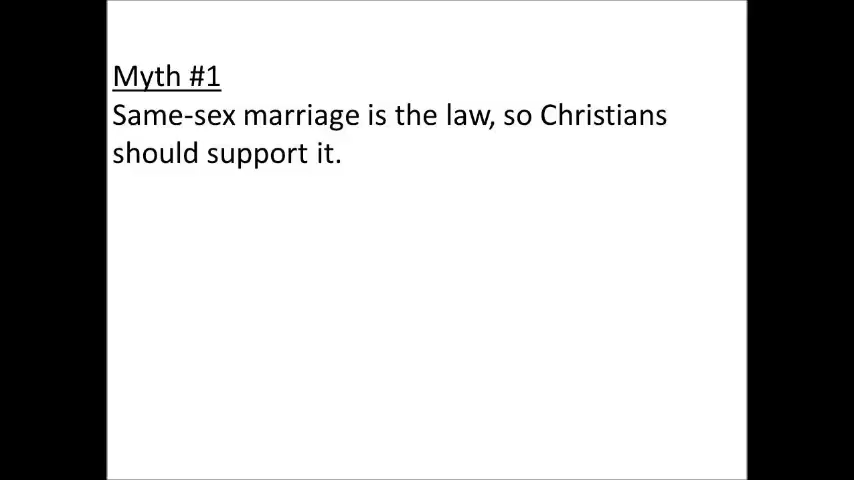 Myth #1
Same-sex marriage is the law, so Christians
should support it.